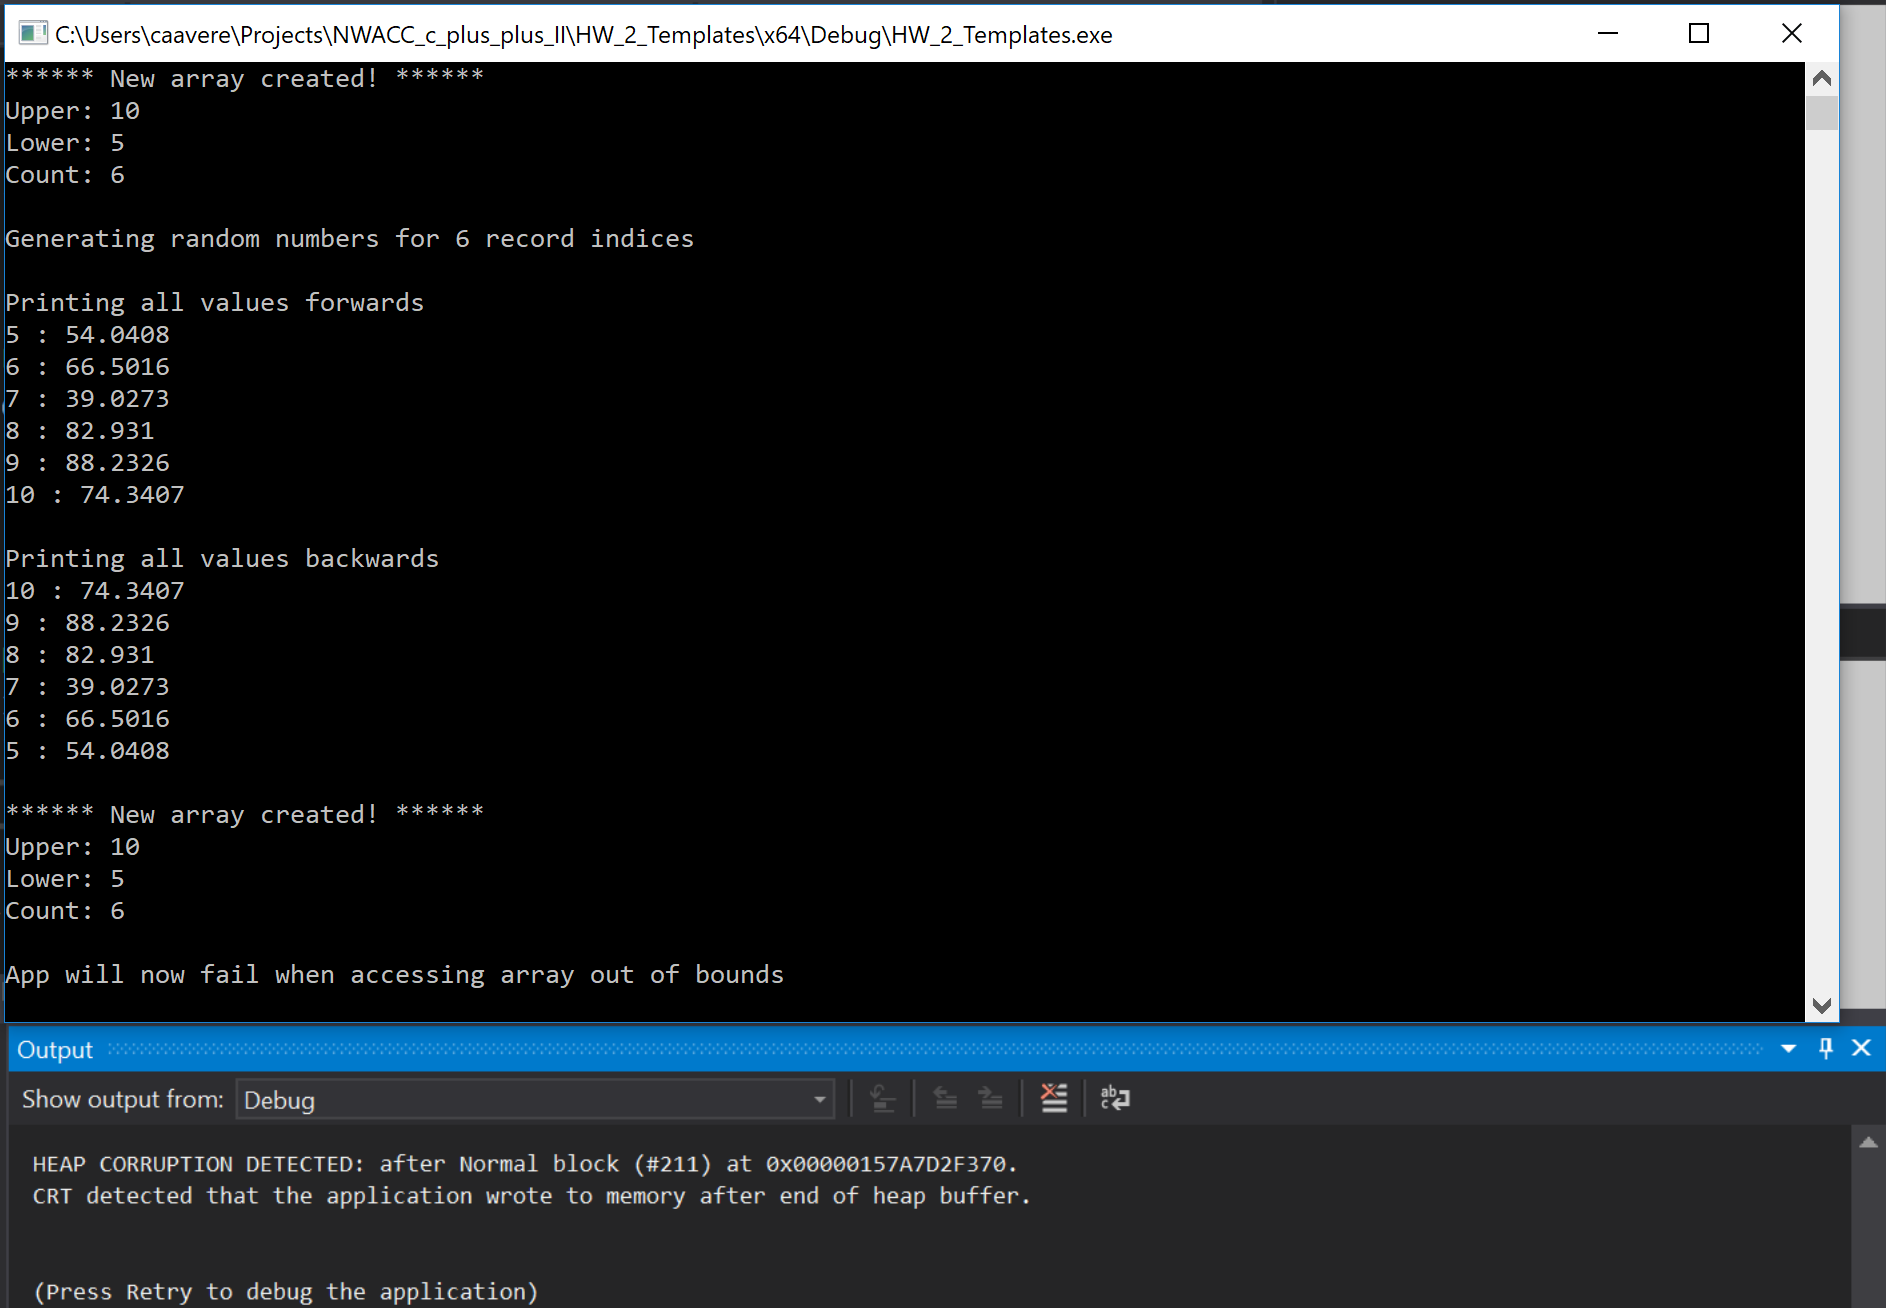 C:\Users\caavere\Projects\NWACC_c_plus_plus_II\HW_2_Templates\x64\Debug\HW_2_Templates.exe
****** New array created! ******
Upper: 10
Lower: 5
Count: 6
Generating random numbers for 6 record indices
Printing all values forwards
5 : 54.0408
6 : 66.5016
7 : 39.0273
8 : 82.931
9 : 88.2326
10 : 74.3407
Printing all values backwards
10 : 74.3407
9 : 88.2326
8 : 82.931
7 : 39.0273
6 : 66.5016
5 : 54.0408
****** New array created! ******
Upper: 10
Lower: 5
Count: 6
App will now fail when accessing array out of bounds
Output
Show output from: Debug
HEAP CORRUPTION DETECTED: after Normal block (#211) at 0x00000157A7D2F370.
CRT detected that the application wrote to memory after end of heap buffer.
(Press Retry to debug the application)